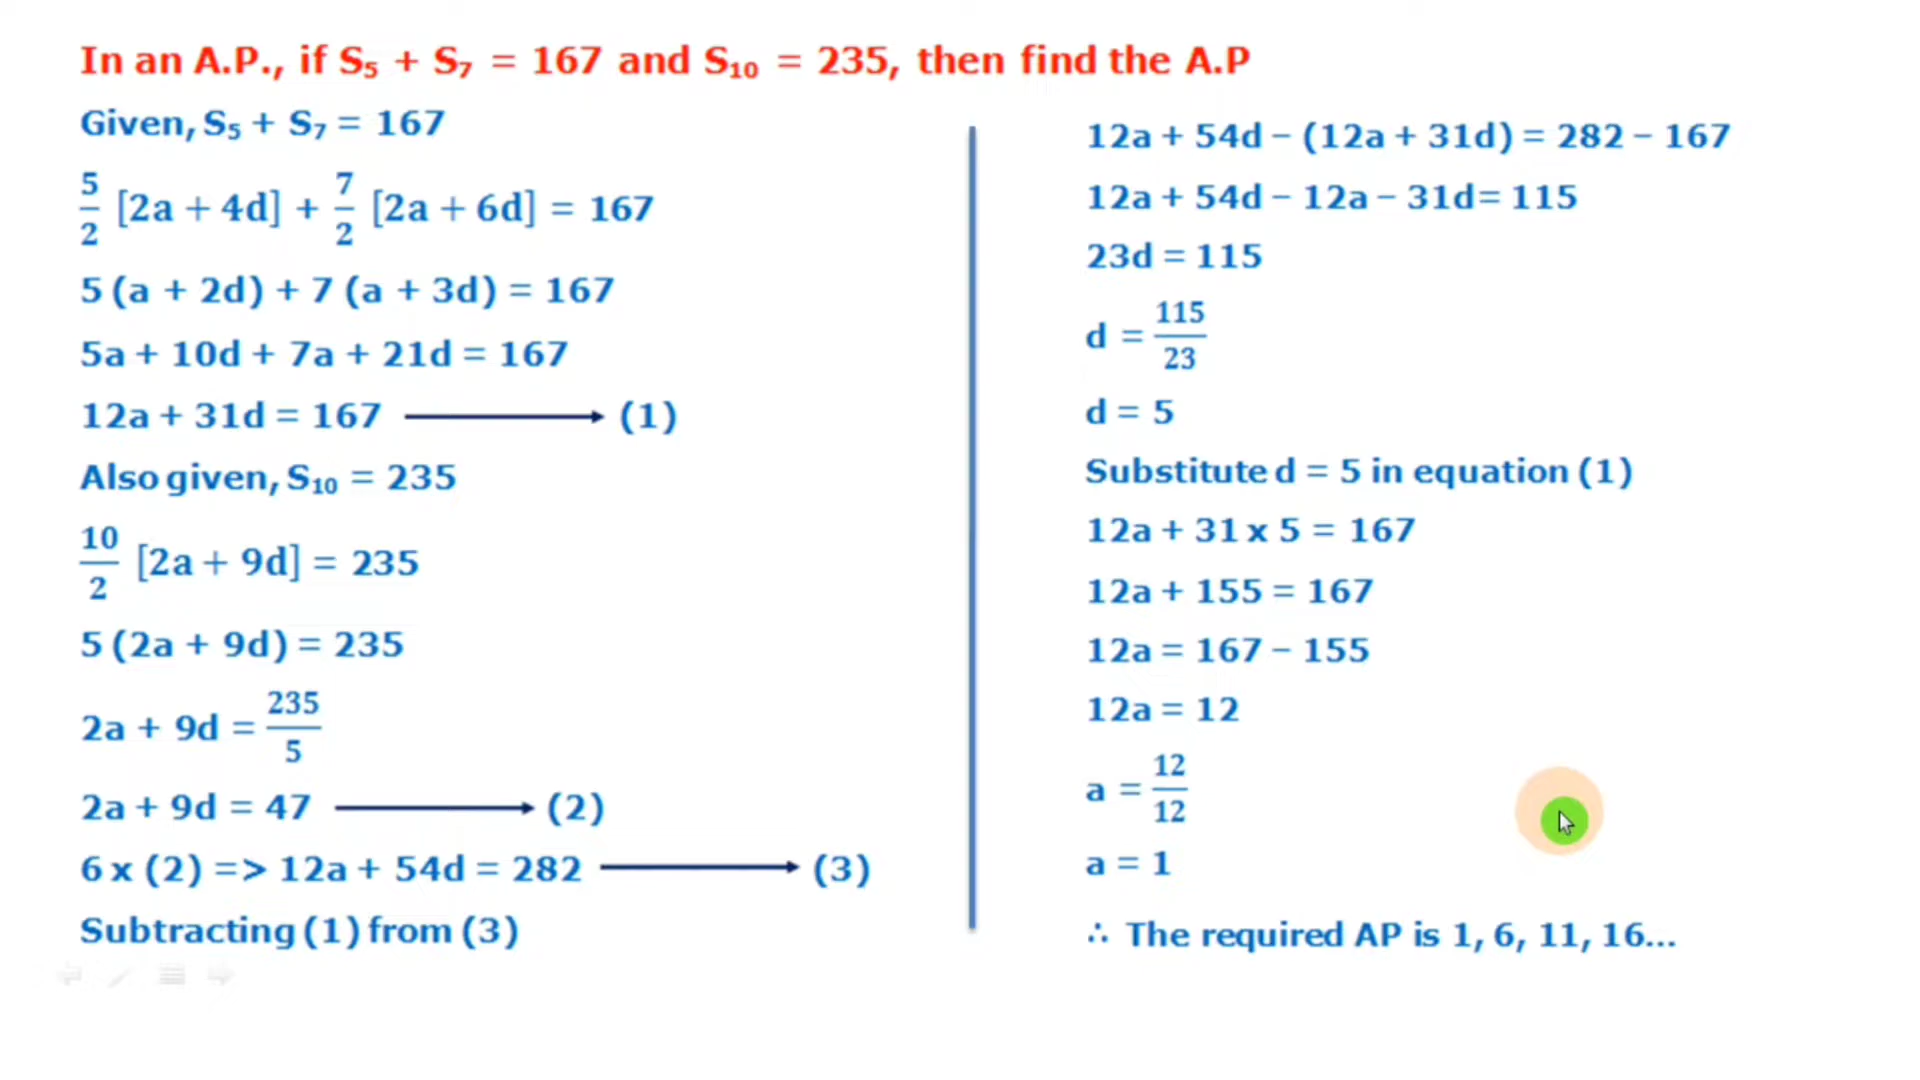 In an A.P., if S₅ + S₇ = 167 and S₁₀ = 235, then find the A.P
Given, S₅ + S₇ = 167
5/2 [2a + 4d] + 7/2 [2a + 6d] = 167
5 (a + 2d) + 7 (a + 3d) = 167
5a + 10d + 7a + 21d = 167
12a + 31d = 167 ⟶ (1)
Also given, S₁₀ = 235
10/2 [2a + 9d] = 235
5 (2a + 9d) = 235
2a + 9d = 235/5
2a + 9d = 47 ⟶ (2)
6 x (2) => 12a + 54d = 282 ⟶ (3)
Subtracting (1) from (3)
12a + 54d – (12a + 31d) = 282 – 167
12a + 54d – 12a – 31d= 115
23d = 115
d = 115/23
d = 5
Substitute d = 5 in equation (1)
12a + 31 x 5 = 167
12a + 155 = 167
12a = 167 – 155
12a = 12
a = 12/12
a = 1
∴ The required AP is 1, 6, 11, 16...